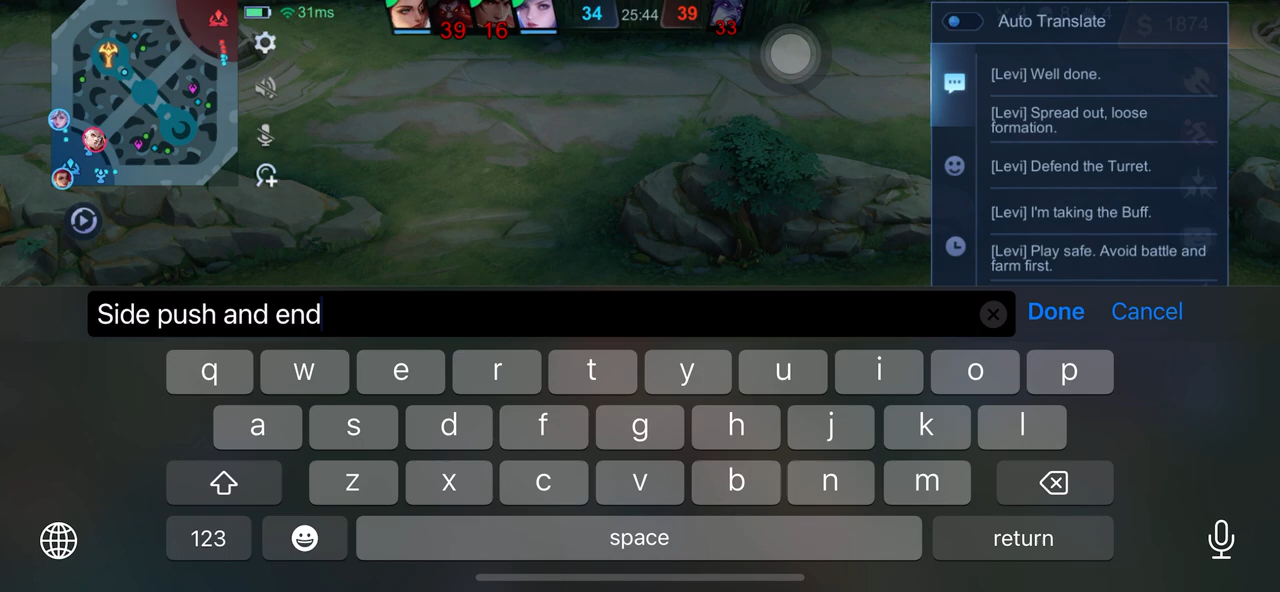 31ms
34 25:44 39
39 16 33
Auto Translate
$ 1874
[Levi] Well done.
[Levi] Spread out, loose
formation.
[Levi] Defend the Turret.
[Levi] I'm taking the Buff.
[Levi] Play safe. Avoid battle and
farm first.
Side push and end
Done Cancel
q w e r t y u i o p
a s d f g h j k l
z x c v b n m
123 space return